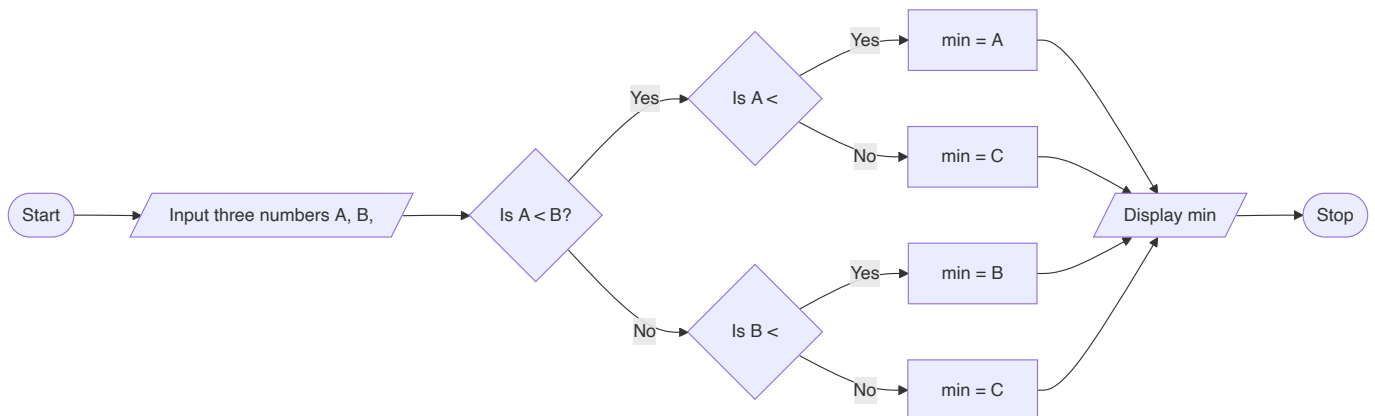 Start
Input three numbers A, B,
Is A < B?
Yes
Is A <
Yes
min = A
No
min = C
No
Is B <
Yes
min = B
No
min = C
Display min
Stop